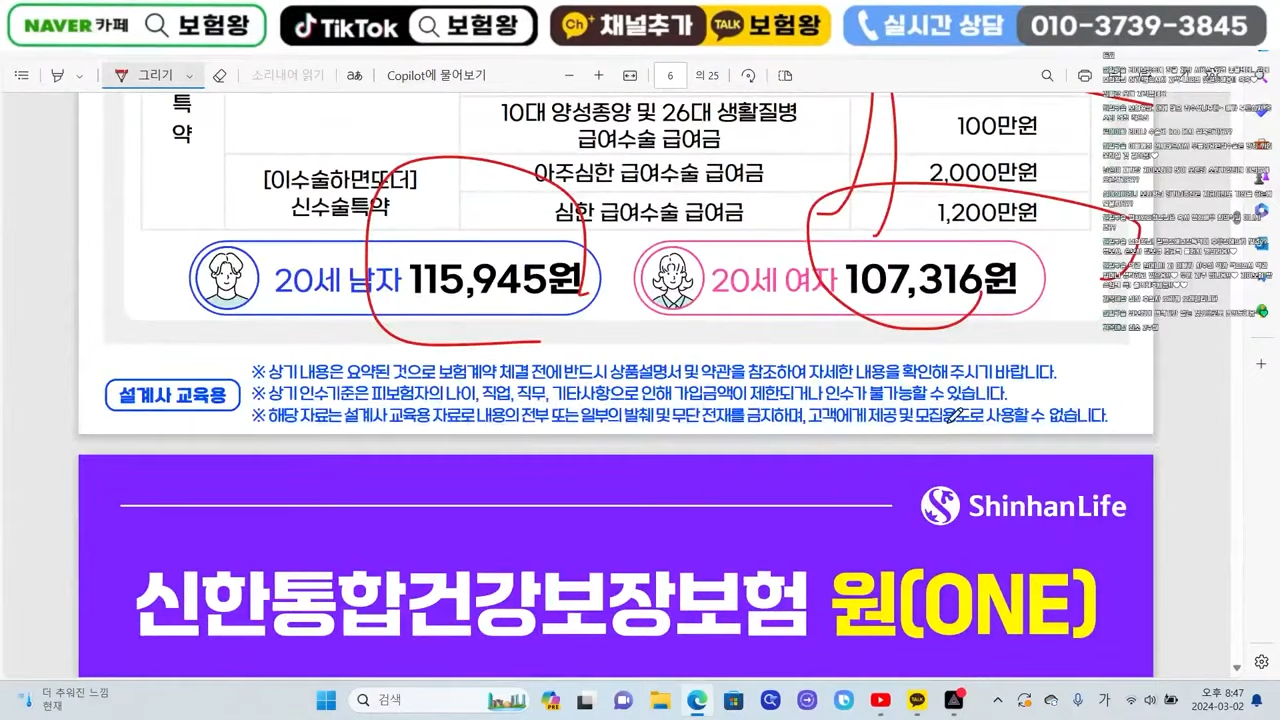 NAVER 카페 보험왕
TikTok 보험왕
Ch+ 채널추가 TALK 보험왕
실시간 상담 010-3739-3845
그리기
소리내어 읽기
Copilot에 물어보기
6 의 25
특
약
10대 양성종양 및 26대 생활질병
급여수술 급여금
100만원
[이수술하면또더]
신수술특약
아주심한 급여수술 급여금
2,000만원
심한 급여수술 급여금
1,200만원
20세 남자 115,945원
20세 여자 107,316원
설계사 교육용
※ 상기 내용은 요약된 것으로 보험계약 체결 전에 반드시 상품설명서 및 약관을 참조하여 자세한 내용을 확인해 주시기 바랍니다.
※ 상기 인수기준은 피보험자의 나이, 직업, 직무, 기타사항으로 인해 가입금액이 제한되거나 인수가 불가능할 수 있습니다.
※ 해당 자료는 설계사 교육용 자료로 내용의 전부 또는 일부의 발췌 및 무단 전재를 금지하며, 고객에게 제공 및 모집용도로 사용할 수 없습니다.
ShinhanLife
신한통합건강보장보험 원(ONE)
더 추워진 느낌
현재
검색
PRE
TALK
가
오후 8:47
2024-03-02